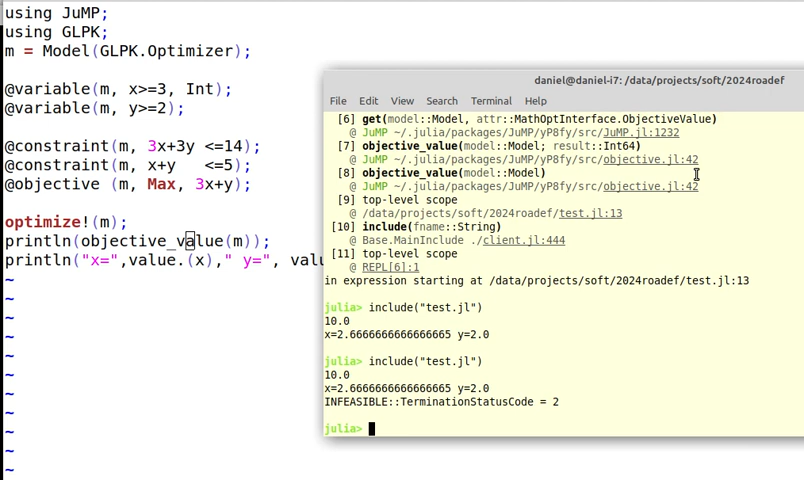 using JuMP;
using GLPK;
m = Model(GLPK.Optimizer);
@variable(m, x>=3, Int);
@variable(m, y>=2);
@constraint(m, 3x+3y <=14);
@constraint(m, x+y   <=5);
@objective (m, Max, 3x+y);
optimize!(m);
println(objective_value(m));
println("x=",value.(x)," y=", valu
~
~
~
~
~
~
~
~
~
~
~
daniel@daniel-i7: /data/projects/soft/2024roadef
File Edit View Search Terminal Help
[6] get(model::Model, attr::MathOptInterface.ObjectiveValue)
@ JuMP ~/.julia/packages/JuMP/yP8fy/src/JuMP.jl:1232
[7] objective_value(model::Model; result::Int64)
@ JuMP ~/.julia/packages/JuMP/yP8fy/src/objective.jl:42
[8] objective_value(model::Model)
@ JuMP ~/.julia/packages/JuMP/yP8fy/src/objective.jl:42
[9] top-level scope
@ /data/projects/soft/2024roadef/test.jl:13
[10] include(fname::String)
@ Base.MainInclude ./client.jl:444
[11] top-level scope
@ REPL[6]:1
in expression starting at /data/projects/soft/2024roadef/test.jl:13
julia> include("test.jl")
10.0
x=2.6666666666666665 y=2.0
julia> include("test.jl")
10.0
x=2.6666666666666665 y=2.0
INFEASIBLE::TerminationStatusCode = 2
julia>